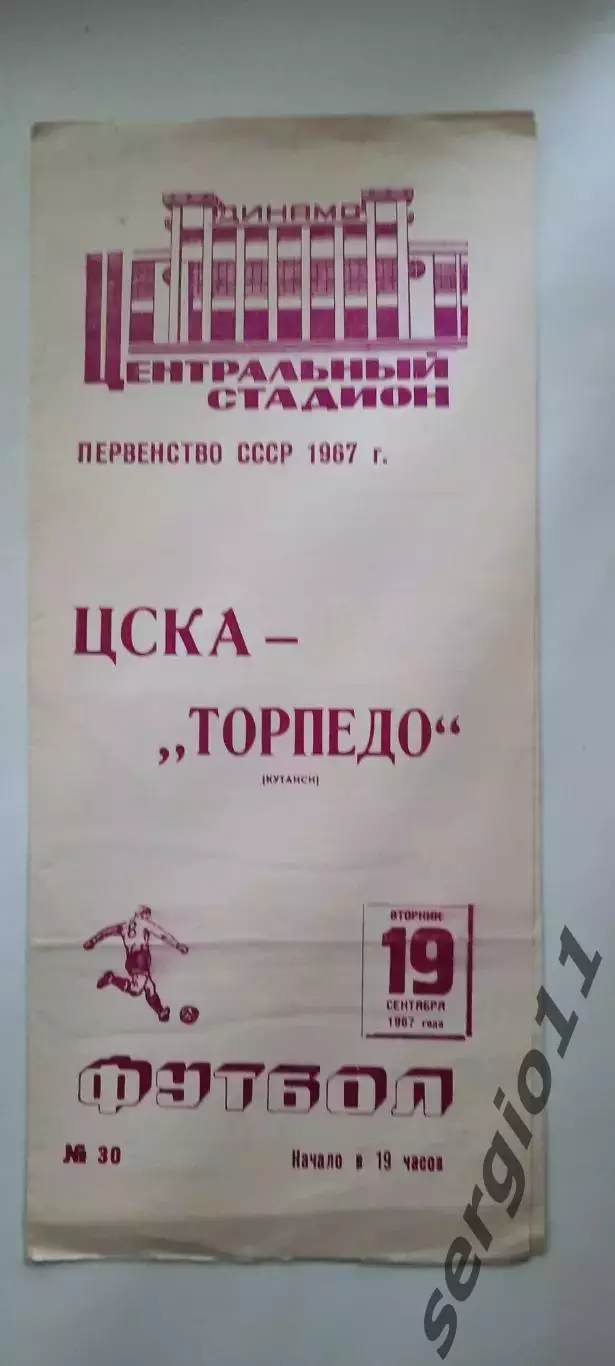 ДИНАМО
ЦЕНТРАЛЬНЫЙ
СТАДИОН
ПЕРВЕНСТВО СССР 1967 г.
ЦСКА –
„ТОРПЕДО“
(КУТАИСИ)
8
ВТОРНИК
19
СЕНТЯБРЯ
1967 года
ФУТБОЛ
№ 30 Начало в 19 часов
sergio11